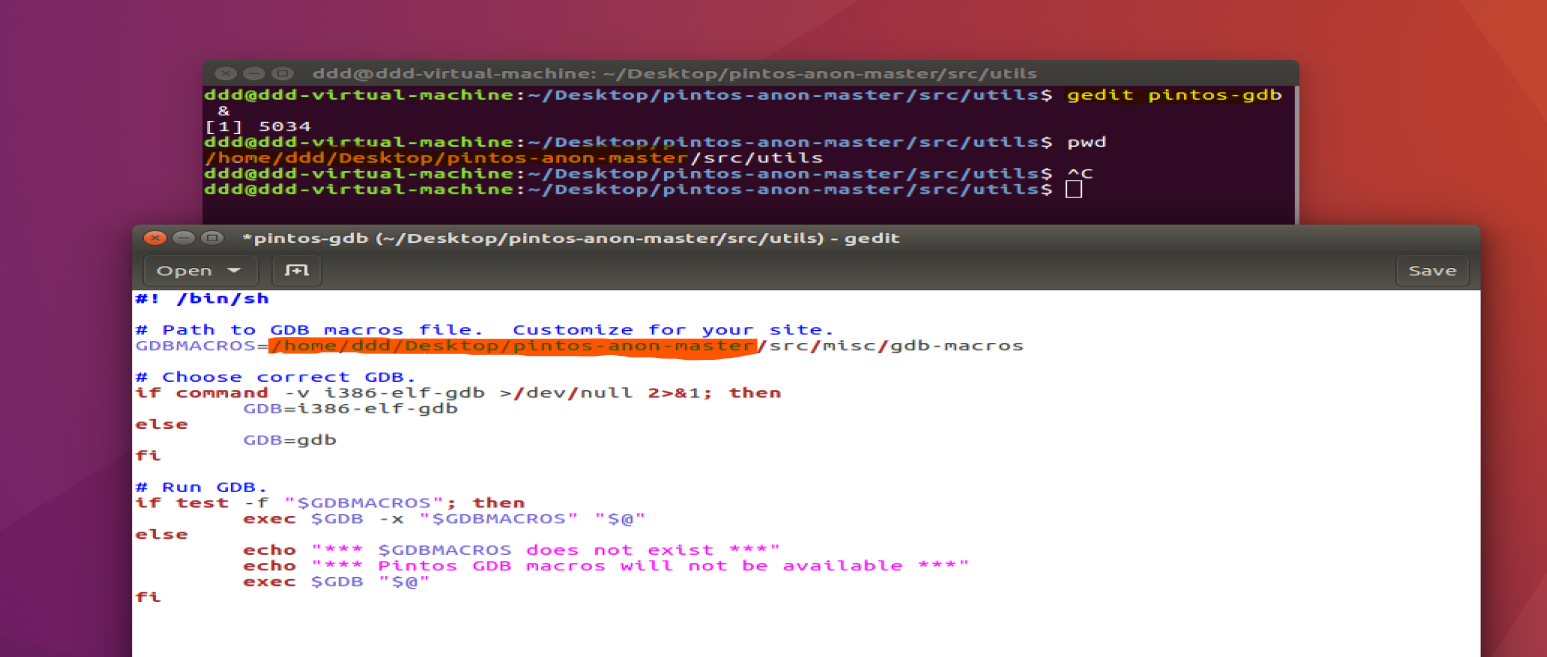 ddd@ddd-virtual-machine: ~/Desktop/pintos-anon-master/src/utils
ddd@ddd-virtual-machine:~/Desktop/pintos-anon-master/src/utils$ gedit pintos-gdb
 &
[1] 5034
ddd@ddd-virtual-machine:~/Desktop/pintos-anon-master/src/utils$ pwd
/home/ddd/Desktop/pintos-anon-master/src/utils
ddd@ddd-virtual-machine:~/Desktop/pintos-anon-master/src/utils$ ^C
ddd@ddd-virtual-machine:~/Desktop/pintos-anon-master/src/utils$
*pintos-gdb (~/Desktop/pintos-anon-master/src/utils) - gedit
Open Save
#! /bin/sh
# Path to GDB macros file.  Customize for your site.
GDBMACROS=/home/ddd/Desktop/pintos-anon-master/src/misc/gdb-macros
# Choose correct GDB.
if command -v i386-elf-gdb >/dev/null 2>&1; then
        GDB=i386-elf-gdb
else
        GDB=gdb
fi
# Run GDB.
if test -f "$GDBMACROS"; then
        exec $GDB -x "$GDBMACROS" "$@"
else
        echo "*** $GDBMACROS does not exist ***"
        echo "*** Pintos GDB macros will not be available ***"
        exec $GDB "$@"
fi